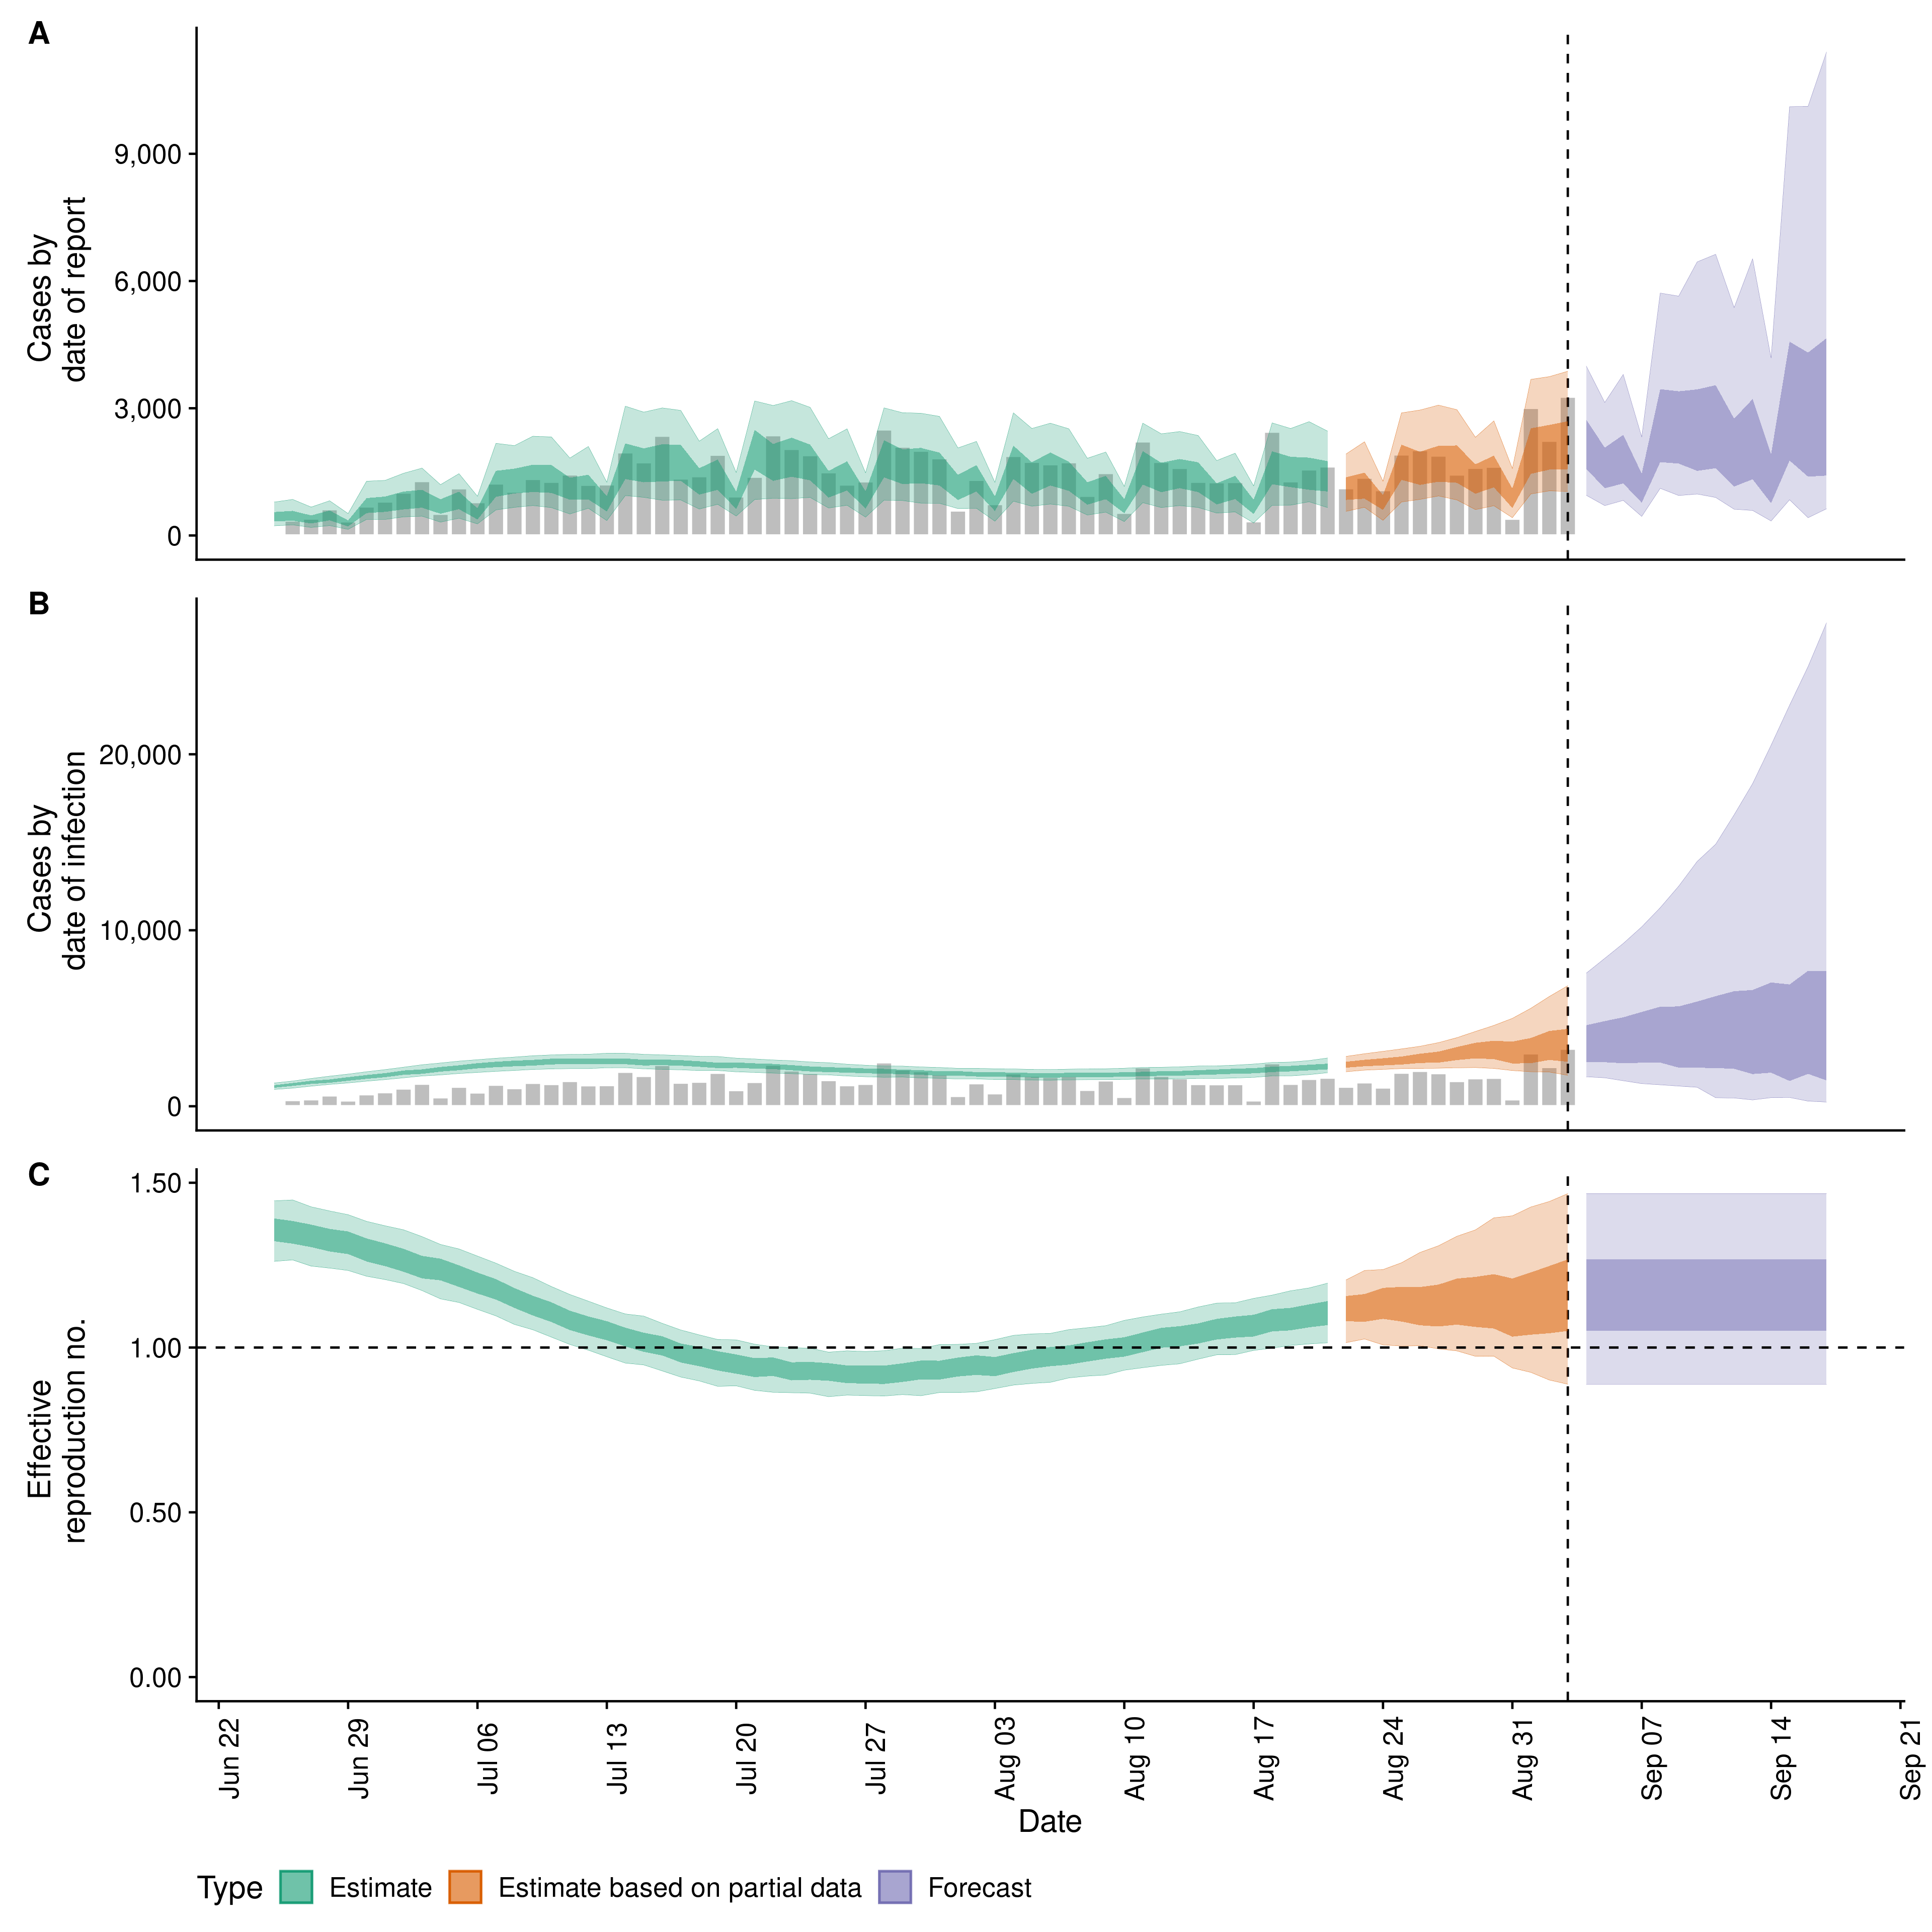 A
Cases by
date of report
9,000
6,000
3,000
0
B
Cases by
date of infection
20,000
10,000
0
C
Effective
reproduction no.
1.50
1.00
0.50
0.00
Jun 22
Jun 29
Jul 06
Jul 13
Jul 20
Jul 27
Aug 03
Aug 10
Aug 17
Aug 24
Aug 31
Sep 07
Sep 14
Sep 21
Date
Type Estimate Estimate based on partial data Forecast